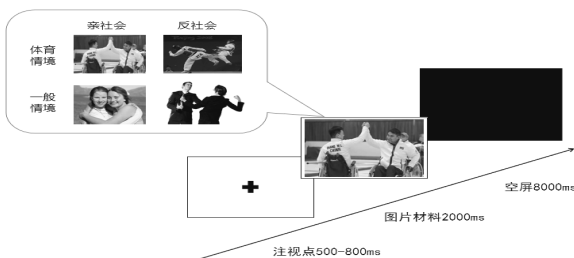 亲社会 反社会
体育
情境
一般
情境
空屏8000ms
图片材料2000ms
注视点500-800ms